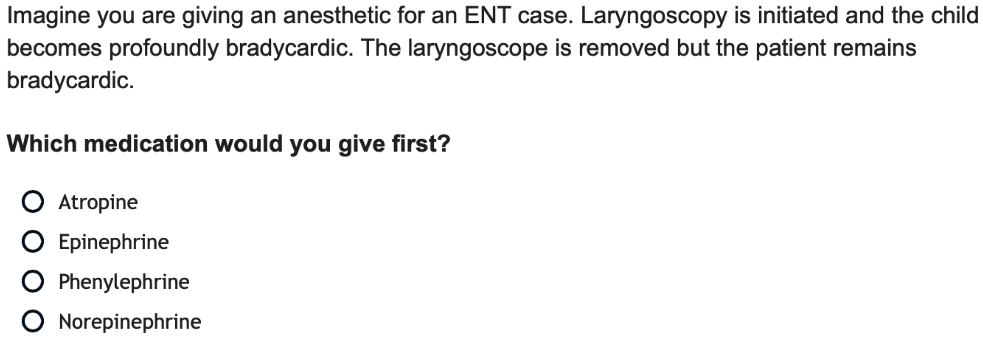 Imagine you are giving an anesthetic for an ENT case. Laryngoscopy is initiated and the child
becomes profoundly bradycardic. The laryngoscope is removed but the patient remains
bradycardic.
Which medication would you give first?
Atropine
Epinephrine
Phenylephrine
Norepinephrine